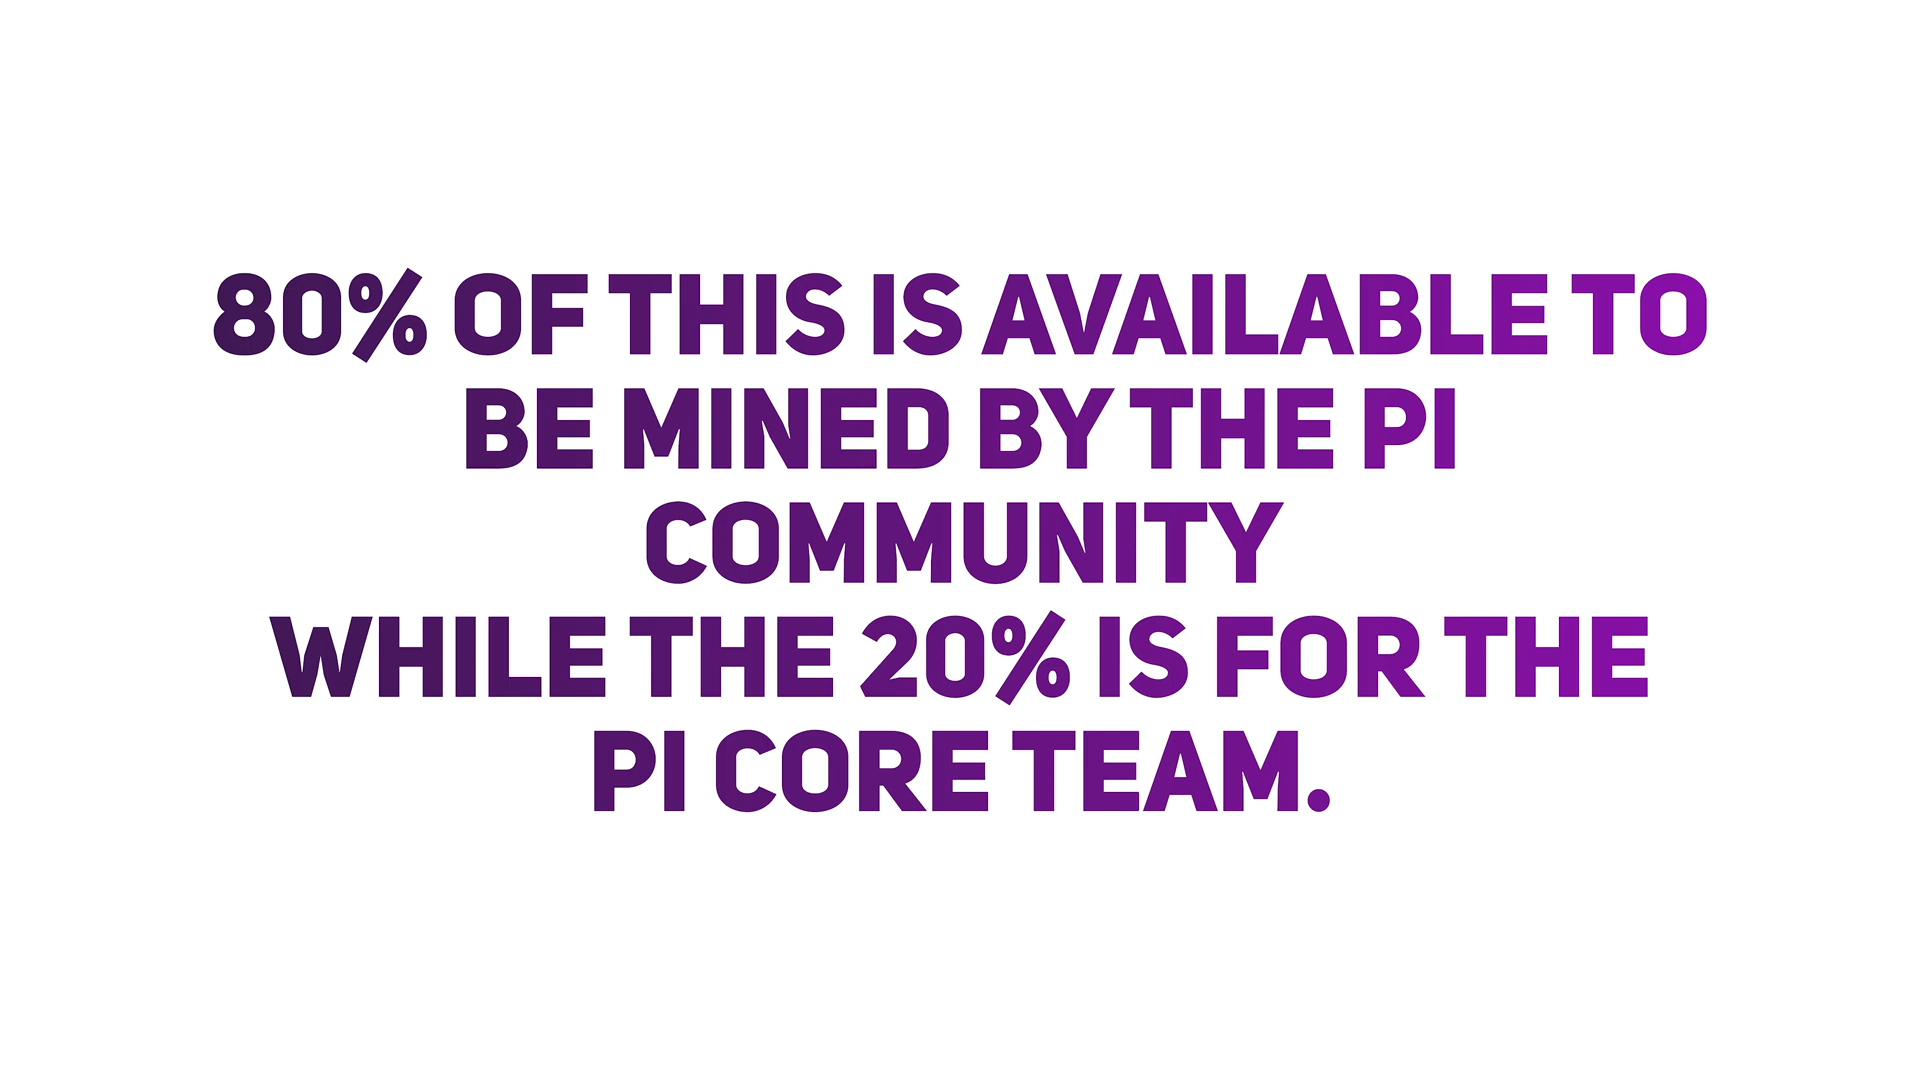 80% OF THIS IS AVAILABLE TO
BE MINED BY THE PI
COMMUNITY
WHILE THE 20% IS FOR THE
PI CORE TEAM.